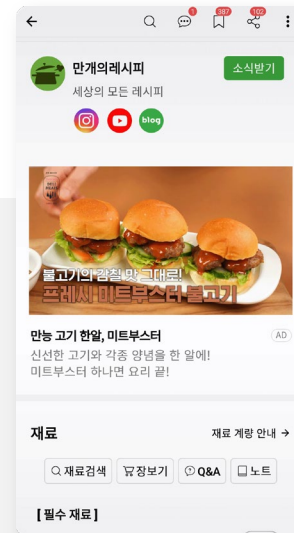 1
387
102
만개의레시피
소식받기
세상의 모든 레시피
blog
불고기의 감칠맛 그대로!
프레시 미트부스터 불고기
만능 고기 한알, 미트부스터
AD
신선한 고기와 각종 양념을 한 알에!
미트부스터 하나면 요리 끝!
재료
재료 계량 안내 →
재료검색
장보기
Q&A
노트
[필수 재료]